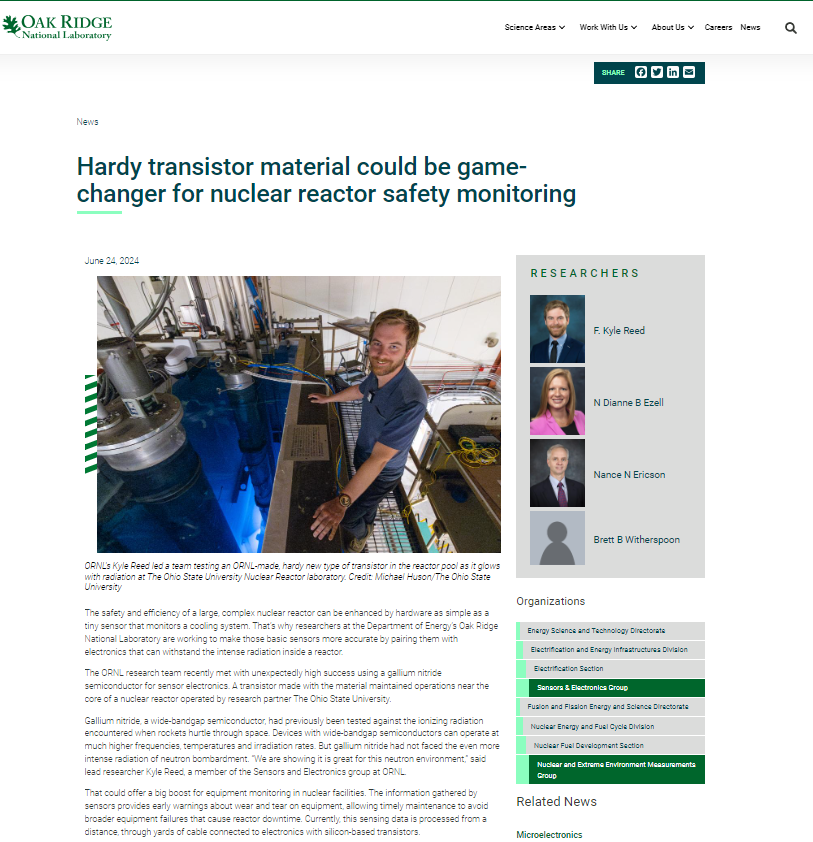 OAK RIDGE
National Laboratory
Science Areas
Work With Us
About Us
Careers
News
SHARE
News
Hardy transistor material could be game-
changer for nuclear reactor safety monitoring
June 24, 2024
ORNL's Kyle Reed led a team testing an ORNL-made, hardy new type of transistor in the reactor pool as it glows
with radiation at The Ohio State University Nuclear Reactor laboratory. Credit: Michael Huson/The Ohio State
University
The safety and efficiency of a large, complex nuclear reactor can be enhanced by hardware as simple as a
tiny sensor that monitors a cooling system. That's why researchers at the Department of Energy's Oak Ridge
National Laboratory are working to make those basic sensors more accurate by pairing them with
electronics that can withstand the intense radiation inside a reactor.
The ORNL research team recently met with unexpectedly high success using a gallium nitride
semiconductor for sensor electronics. A transistor made with the material maintained operations near the
core of a nuclear reactor operated by research partner The Ohio State University.
Gallium nitride, a wide-bandgap semiconductor, had previously been tested against the ionizing radiation
encountered when rockets hurtle through space. Devices with wide-bandgap semiconductors can operate at
much higher frequencies, temperatures and irradiation rates. But gallium nitride had not faced the even more
intense radiation of neutron bombardment. "We are showing it is great for this neutron environment," said
lead researcher Kyle Reed, a member of the Sensors and Electronics group at ORNL.
That could offer a big boost for equipment monitoring in nuclear facilities. The information gathered by
sensors provides early warnings about wear and tear on equipment, allowing timely maintenance to avoid
broader equipment failures that cause reactor downtime. Currently, this sensing data is processed from a
distance, through yards of cable connected to electronics with silicon-based transistors.
RESEARCHERS
F. Kyle Reed
N Dianne B Ezell
Nance N Ericson
Brett B Witherspoon
Organizations
Energy Science and Technology Directorate
Electrification and Energy Infrastructures Division
Electrification Section
Sensors & Electronics Group
Fusion and Fission Energy and Science Directorate
Nuclear Energy and Fuel Cycle Division
Nuclear Fuel Development Section
Nuclear and Extreme Environment Measurements
Group
Related News
Microelectronics